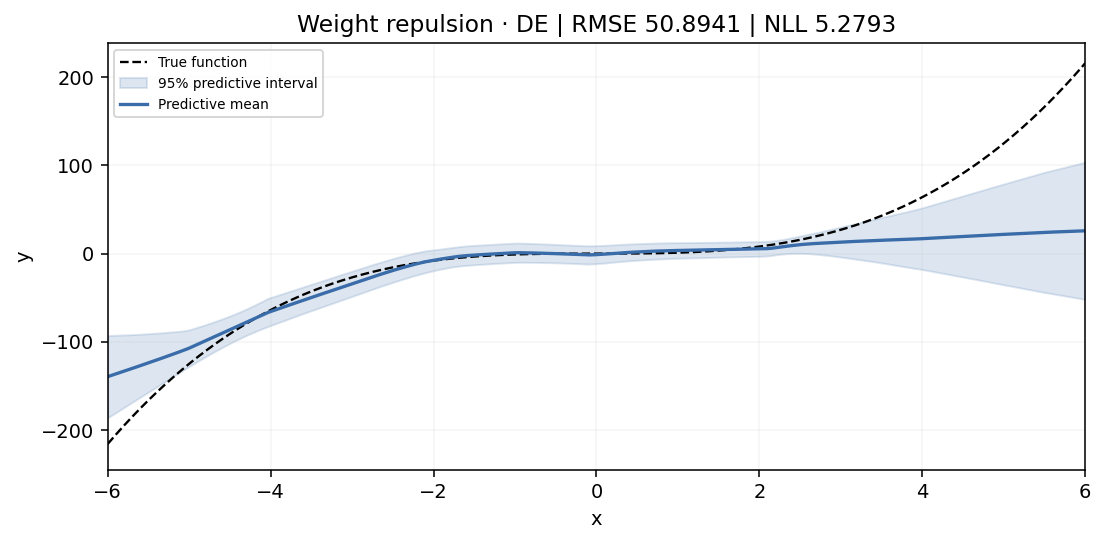 Weight repulsion · DE | RMSE 50.8941 | NLL 5.2793
True function
95% predictive interval
Predictive mean
200
100
0
−100
−200
y
−6 −4 −2 0 2 4 6
x